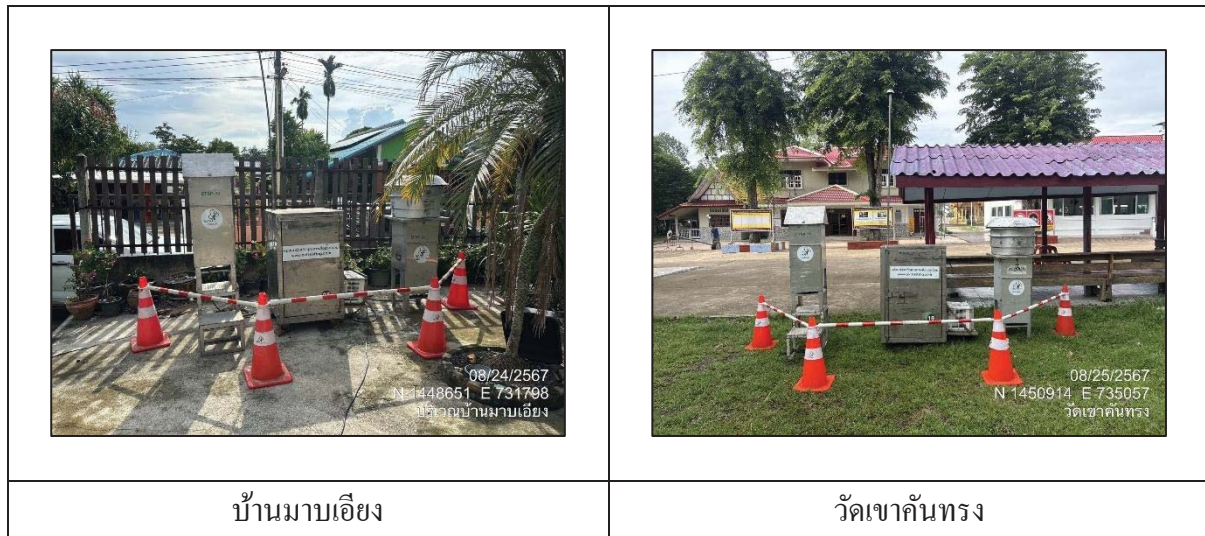 08/24/2567
N 1448651 E 731798
บริเวณบ้านมาบเอียง
08/25/2567
N 1450914 E 735057
วัดเขาคันทรง
บ้านมาบเอียง
วัดเขาคันทรง